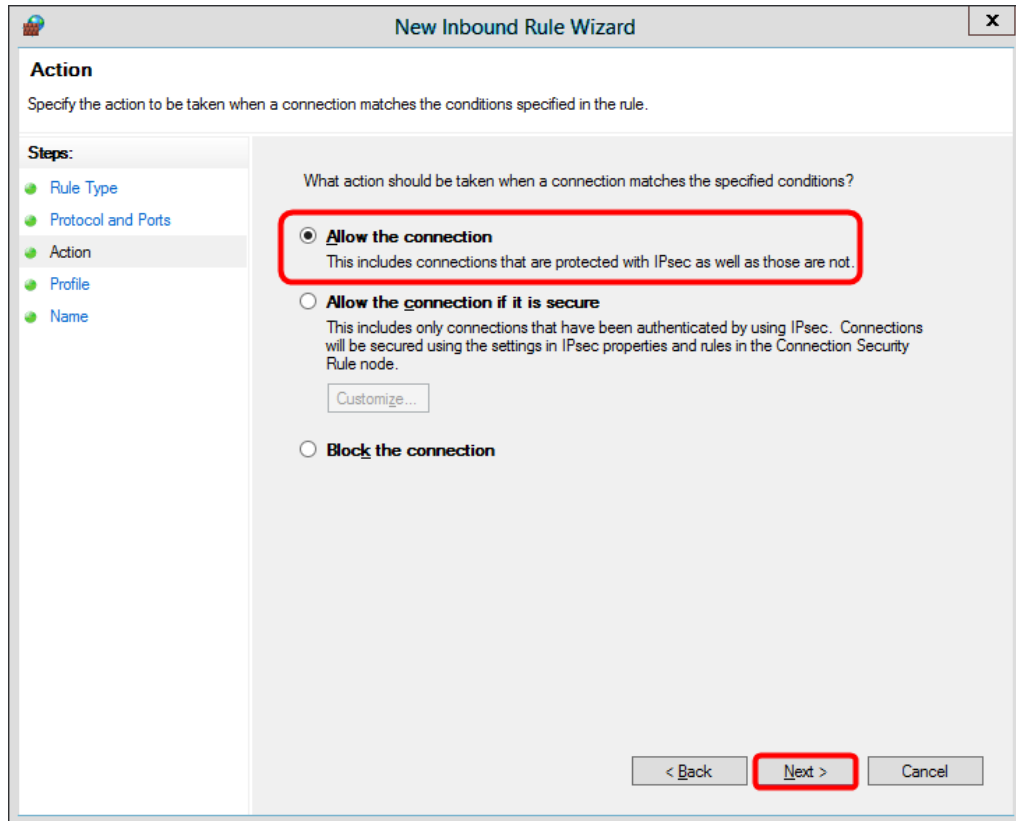 New Inbound Rule Wizard
x
Action
Specify the action to be taken when a connection matches the conditions specified in the rule.
Steps:
Rule Type
Protocol and Ports
Action
Profile
Name
What action should be taken when a connection matches the specified conditions?
Allow the connection
This includes connections that are protected with IPsec as well as those are not.
Allow the connection if it is secure
This includes only connections that have been authenticated by using IPsec. Connections
will be secured using the settings in IPsec properties and rules in the Connection Security
Rule node.
Customize...
Block the connection
< Back
Next >
Cancel